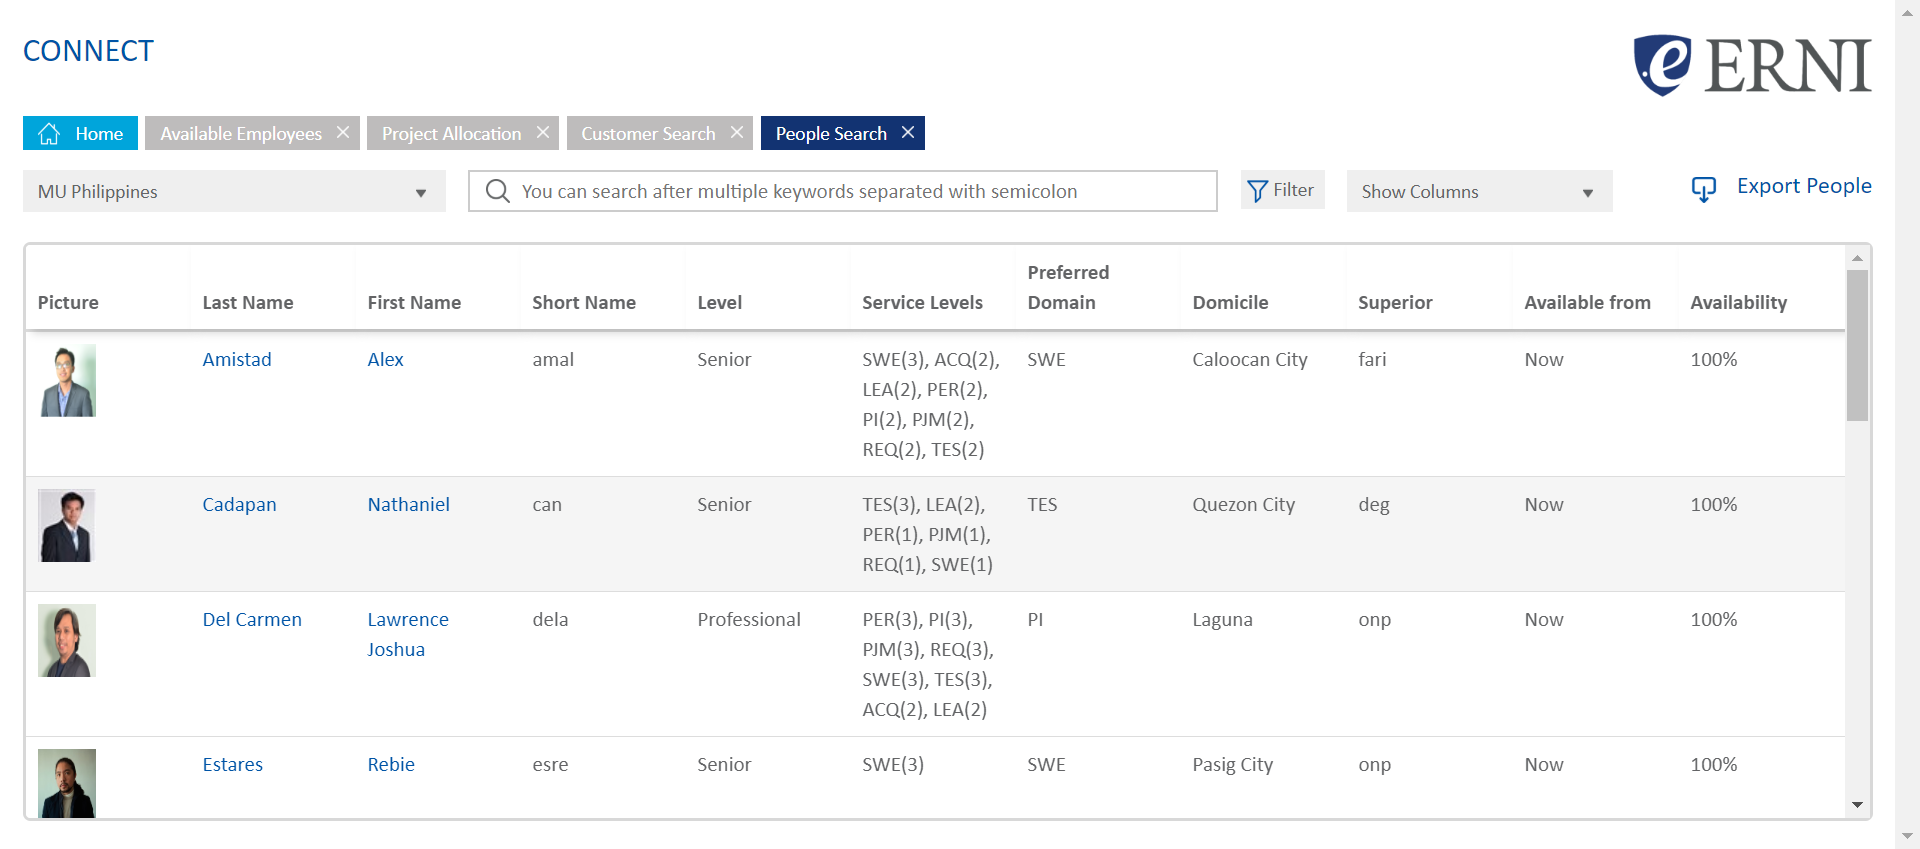 CONNECT
e ERNI
Home
Available Employees
Project Allocation
Customer Search
People Search
MU Philippines
You can search after multiple keywords separated with semicolon
Filter
Show Columns
Export People
Picture Last Name First Name Short Name Level Service Levels Preferred Domain Domicile Superior Available from Availability
Amistad Alex amal Senior SWE(3), ACQ(2), SWE Caloocan City fari Now 100%
LEA(2), PER(2),
PI(2), PJM(2),
REQ(2), TES(2)
Cadapan Nathaniel can Senior TES(3), LEA(2), TES Quezon City deg Now 100%
PER(1), PJM(1),
REQ(1), SWE(1)
Del Carmen Lawrence dela Professional PER(3), PI(3), PI Laguna onp Now 100%
Joshua PJM(3), REQ(3),
SWE(3), TES(3),
ACQ(2), LEA(2)
Estares Rebie esre Senior SWE(3) SWE Pasig City onp Now 100%